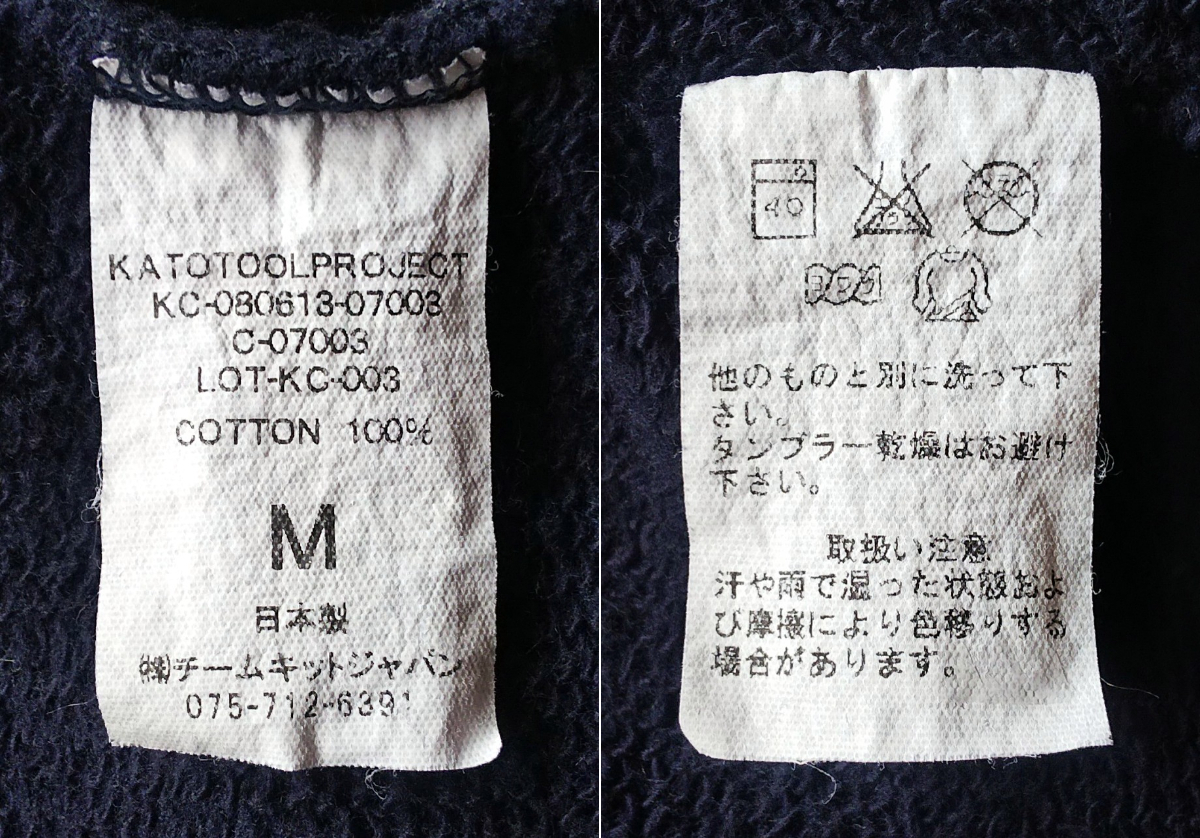 KATOTOOLPROJECT
KC-080613-07003
C-07003
LOT-KC-003
COTTON 100%
M
日本製
㈱チームキットジャパン
075-712-6391
40
他のものと別に洗って下
さい。
タンブラー乾燥はお避け
下さい。
取扱い注意
汗や雨で湿った状態およ
び摩擦により色移りする
場合があります。